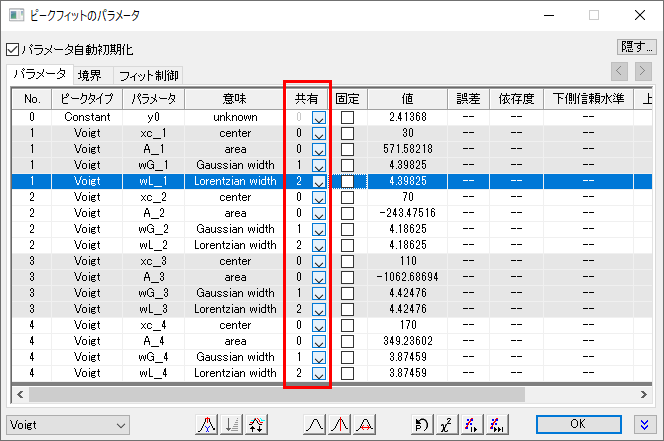 ピークフィットのパラメータ
パラメータ自動初期化
隠す...
パラメータ 境界 フィット制御
No. ピークタイプ パラメータ 意味 共有 固定 値 誤差 依存度 下側信頼水準 上
0 Constant y0 unknown 0 2.41368 -- -- --
1 Voigt xc_1 center 0 30 -- -- --
1 Voigt A_1 area 0 571.58218 -- -- --
1 Voigt wG_1 Gaussian width 1 4.39825 -- -- --
1 Voigt wL_1 Lorentzian width 2 4.39825 -- -- --
2 Voigt xc_2 center 0 70 -- -- --
2 Voigt A_2 area 0 -243.47516 -- -- --
2 Voigt wG_2 Gaussian width 1 4.18625 -- -- --
2 Voigt wL_2 Lorentzian width 2 4.18625 -- -- --
3 Voigt xc_3 center 0 110 -- -- --
3 Voigt A_3 area 0 -1062.68694 -- -- --
3 Voigt wG_3 Gaussian width 1 4.42476 -- -- --
3 Voigt wL_3 Lorentzian width 2 4.42476 -- -- --
4 Voigt xc_4 center 0 170 -- -- --
4 Voigt A_4 area 0 349.23602 -- -- --
4 Voigt wG_4 Gaussian width 1 3.87459 -- -- --
4 Voigt wL_4 Lorentzian width 2 3.87459 -- -- --
Voigt χ² OK